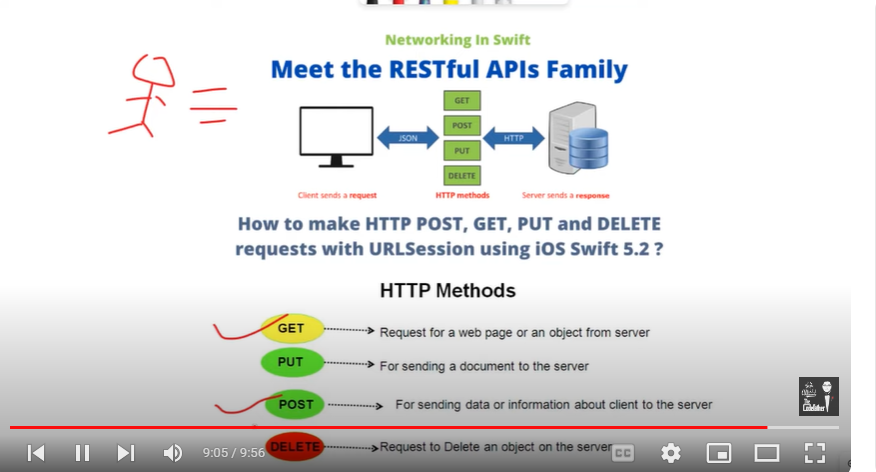 Networking In Swift
Meet the RESTful APIs Family
GET
POST
PUT
DELETE
JSON
HTTP
Client sends a request
HTTP methods
Server sends a response
How to make HTTP POST, GET, PUT and DELETE
requests with URLSession using iOS Swift 5.2 ?
HTTP Methods
GET
Request for a web page or an object from server
PUT
For sending a document to the server
POST
For sending data or information about client to the server
DELETE
Request to Delete an object on the server
The
Codefather
9:05 / 9:56
CC